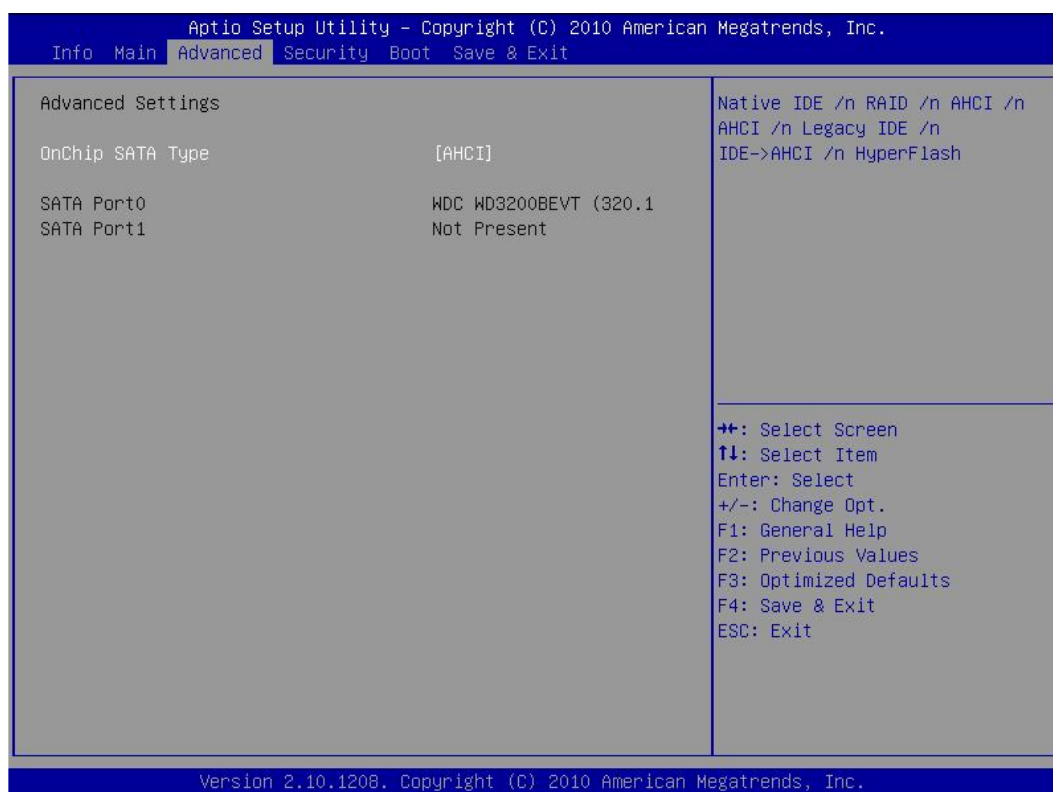 Aptio Setup Utility – Copyright (C) 2010 American Megatrends, Inc.
Info Main Advanced Security Boot Save & Exit
Advanced Settings
OnChip SATA Type [AHCI]
SATA Port0 WDC WD3200BEVT (320.1
SATA Port1 Not Present
Native IDE /n RAID /n AHCI /n
AHCI /n Legacy IDE /n
IDE->AHCI /n HyperFlash
→←: Select Screen
↑↓: Select Item
Enter: Select
+/-: Change Opt.
F1: General Help
F2: Previous Values
F3: Optimized Defaults
F4: Save & Exit
ESC: Exit
Version 2.10.1208. Copyright (C) 2010 American Megatrends, Inc.